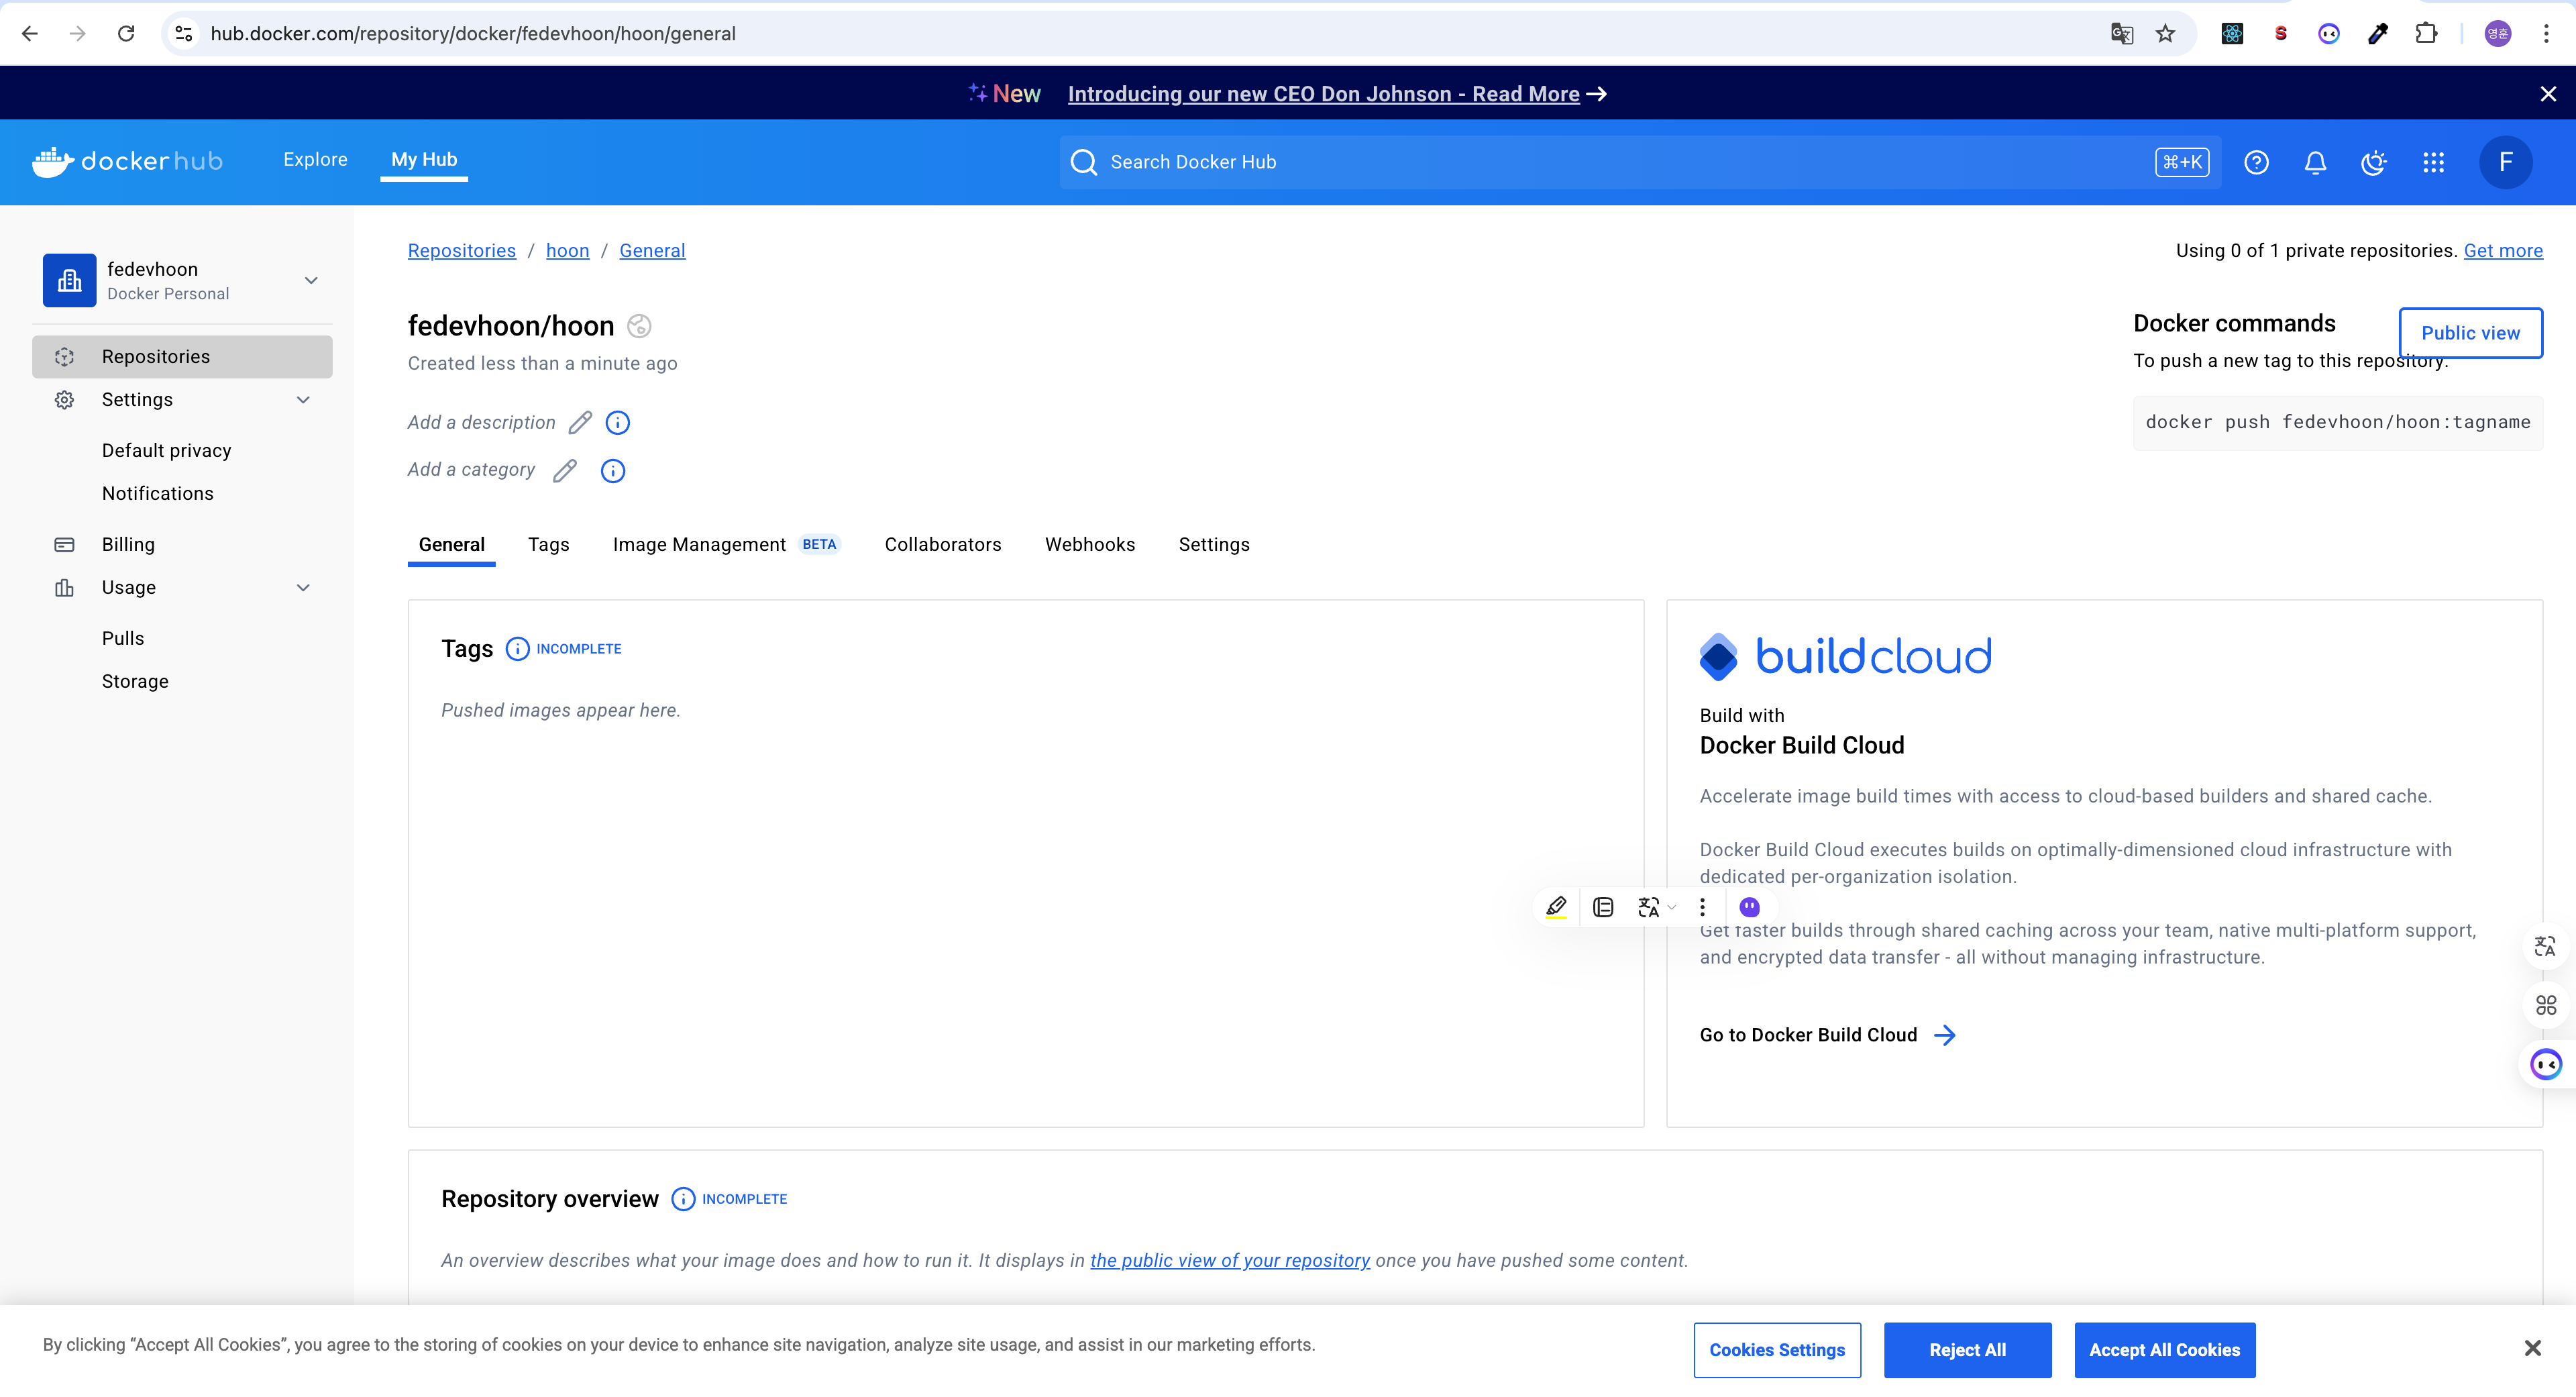 hub.docker.com/repository/docker/fedevhoon/hoon/general
영훈
New Introducing our new CEO Don Johnson - Read More
dockerhub
Explore
My Hub
Search Docker Hub
⌘+K
F
fedevhoon
Docker Personal
Repositories
Settings
Default privacy
Notifications
Billing
Usage
Pulls
Storage
Repositories / hoon / General
Using 0 of 1 private repositories. Get more
fedevhoon/hoon
Created less than a minute ago
Add a description
Add a category
Docker commands
Public view
To push a new tag to this repository:
docker push fedevhoon/hoon:tagname
General
Tags
Image Management BETA
Collaborators
Webhooks
Settings
Tags INCOMPLETE
Pushed images appear here.
buildcloud
Build with
Docker Build Cloud
Accelerate image build times with access to cloud-based builders and shared cache.
Docker Build Cloud executes builds on optimally-dimensioned cloud infrastructure with
dedicated per-organization isolation.
Get faster builds through shared caching across your team, native multi-platform support,
and encrypted data transfer - all without managing infrastructure.
Go to Docker Build Cloud
Repository overview INCOMPLETE
An overview describes what your image does and how to run it. It displays in the public view of your repository once you have pushed some content.
By clicking “Accept All Cookies”, you agree to the storing of cookies on your device to enhance site navigation, analyze site usage, and assist in our marketing efforts.
Cookies Settings
Reject All
Accept All Cookies